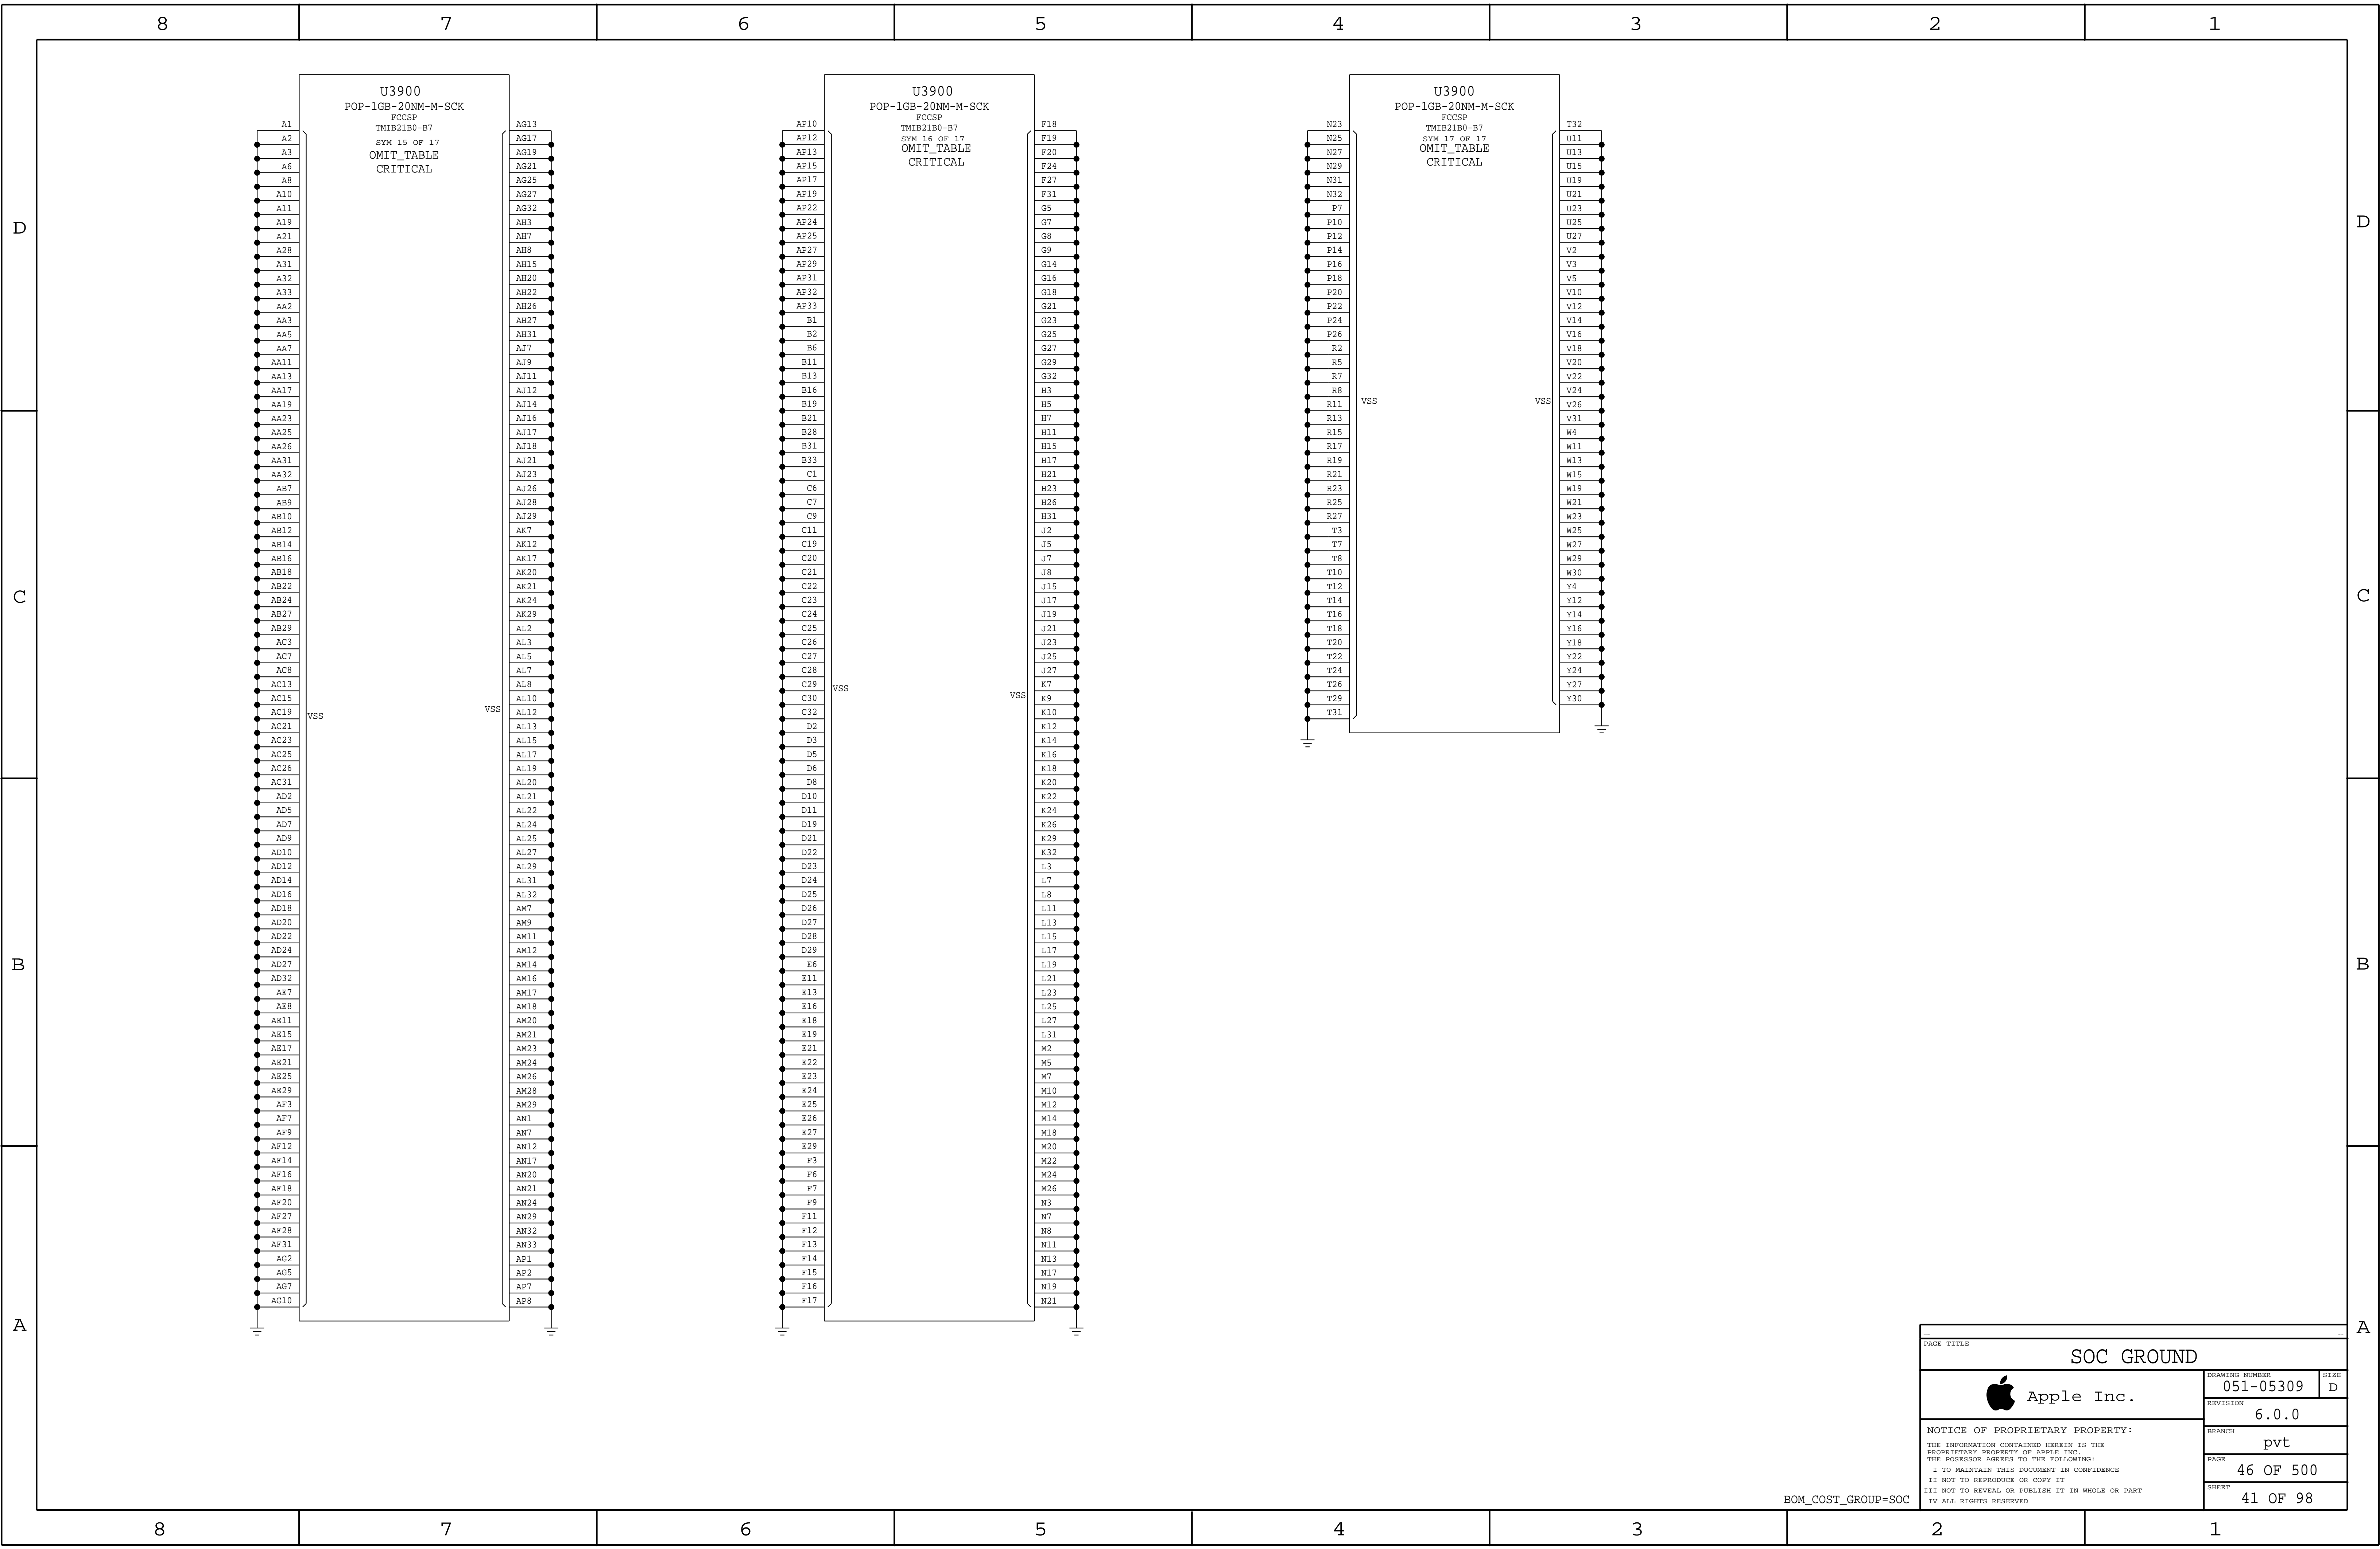 8 7 6 5 4 3 2 1
D
C
B
A
U3900
POP-1GB-20NM-M-SCK
FCCSP
TMIB21B0-B7
SYM 15 OF 17
OMIT_TABLE
CRITICAL
A1 AG13
A2 AG17
A3 AG19
A6 AG21
A8 AG25
A10 AG27
A11 AG32
A19 AH3
A21 AH7
A28 AH8
A31 AH15
A32 AH20
A33 AH22
AA2 AH26
AA3 AH27
AA5 AH31
AA7 AJ7
AA11 AJ9
AA13 AJ11
AA17 AJ12
AA19 AJ14
AA23 AJ16
AA25 AJ17
AA26 AJ18
AA31 AJ21
AA32 AJ23
AB7 AJ26
AB9 AJ28
AB10 AJ29
AB12 AK7
AB14 AK12
AB16 AK17
AB18 AK20
AB22 AK21
AB24 AK24
AB27 AK29
AB29 AL2
AC3 AL3
AC7 AL5
AC8 AL7
AC13 AL8
AC15 AL10
AC19 VSS VSS AL12
AC21 AL13
AC23 AL15
AC25 AL17
AC26 AL19
AC31 AL20
AD2 AL21
AD5 AL22
AD7 AL24
AD9 AL25
AD10 AL27
AD12 AL29
AD14 AL31
AD16 AL32
AD18 AM7
AD20 AM9
AD22 AM11
AD24 AM12
AD27 AM14
AD32 AM16
AE7 AM17
AE8 AM18
AE11 AM20
AE15 AM21
AE17 AM23
AE21 AM24
AE25 AM26
AE29 AM28
AF3 AM29
AF7 AN1
AF9 AN7
AF12 AN12
AF14 AN17
AF16 AN20
AF18 AN21
AF20 AN24
AF27 AN29
AF28 AN32
AF31 AN33
AG2 AP1
AG5 AP2
AG7 AP7
AG10 AP8
U3900
POP-1GB-20NM-M-SCK
FCCSP
TMIB21B0-B7
SYM 16 OF 17
OMIT_TABLE
CRITICAL
AP10 F18
AP12 F19
AP13 F20
AP15 F24
AP17 F27
AP19 F31
AP22 G5
AP24 G7
AP25 G8
AP27 G9
AP29 G14
AP31 G16
AP32 G18
AP33 G21
B1 G23
B2 G25
B6 G27
B11 G29
B13 G32
B16 H3
B19 H5
B21 H7
B28 H11
B31 H15
B33 H17
C1 H21
C6 H23
C7 H26
C9 H31
C11 J2
C19 J5
C20 J7
C21 J8
C22 J15
C23 J17
C24 J19
C25 J21
C26 J23
C27 J25
C28 J27
C29 VSS K7
C30 VSS K9
C32 K10
D2 K12
D3 K14
D5 K16
D6 K18
D8 K20
D10 K22
D11 K24
D19 K26
D21 K29
D22 K32
D23 L3
D24 L7
D25 L8
D26 L11
D27 L13
D28 L15
D29 L17
E6 L19
E11 L21
E13 L23
E16 L25
E18 L27
E19 L31
E21 M2
E22 M5
E23 M7
E24 M10
E25 M12
E26 M14
E27 M18
E29 M20
F3 M22
F6 M24
F7 M26
F9 N3
F11 N7
F12 N8
F13 N11
F14 N13
F15 N17
F16 N19
F17 N21
U3900
POP-1GB-20NM-M-SCK
FCCSP
TMIB21B0-B7
SYM 17 OF 17
OMIT_TABLE
CRITICAL
N23 T32
N25 U11
N27 U13
N29 U15
N31 U19
N32 U21
P7 U23
P10 U25
P12 U27
P14 V2
P16 V3
P18 V5
P20 V10
P22 V12
P24 V14
P26 V16
R2 V18
R5 V20
R7 V22
R8 V24
R11 VSS VSS V26
R13 V31
R15 W4
R17 W11
R19 W13
R21 W15
R23 W19
R25 W21
R27 W23
T3 W25
T7 W27
T8 W29
T10 W30
T12 Y4
T14 Y12
T16 Y14
T18 Y16
T20 Y18
T22 Y22
T24 Y24
T26 Y27
T29 Y30
T31
D
C
B
A
BOM_COST_GROUP=SOC
PAGE TITLE
SOC GROUND
Apple Inc.
DRAWING NUMBER
051-05309
SIZE
D
REVISION
6.0.0
BRANCH
pvt
PAGE
46 OF 500
SHEET
41 OF 98
NOTICE OF PROPRIETARY PROPERTY:
THE INFORMATION CONTAINED HEREIN IS THE
PROPRIETARY PROPERTY OF APPLE INC.
THE POSESSOR AGREES TO THE FOLLOWING:
I TO MAINTAIN THIS DOCUMENT IN CONFIDENCE
II NOT TO REPRODUCE OR COPY IT
III NOT TO REVEAL OR PUBLISH IT IN WHOLE OR PART
IV ALL RIGHTS RESERVED
8 7 6 5 4 3 2 1